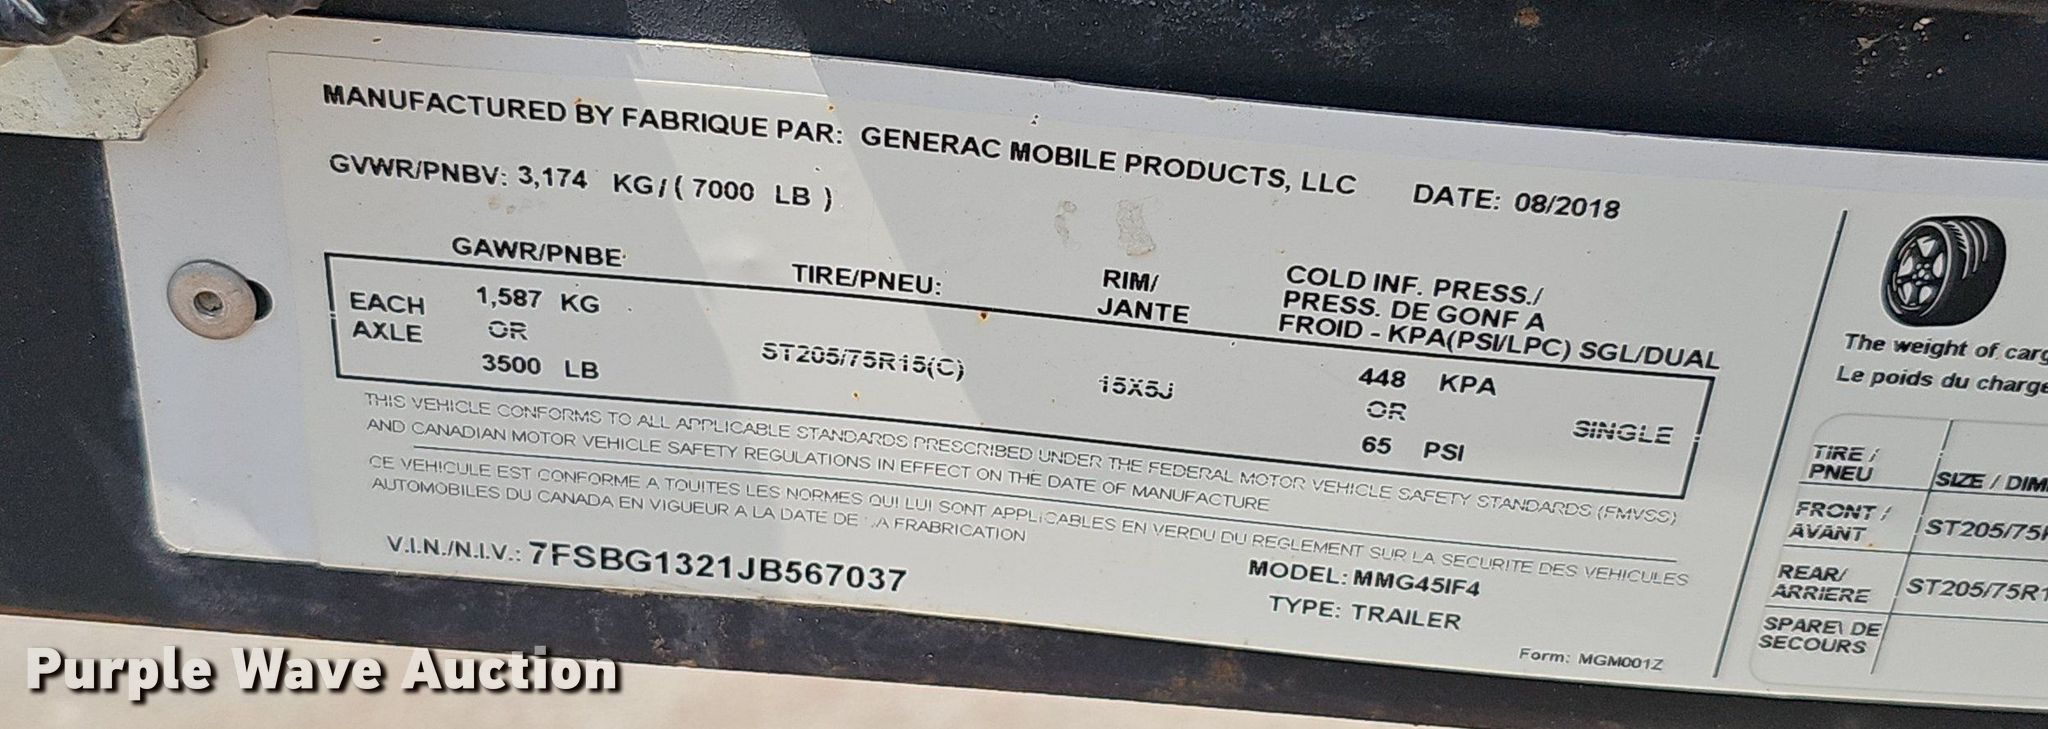 MANUFACTURED BY FABRIQUE PAR: GENERAC MOBILE PRODUCTS, LLC DATE: 08/2018
GVWR/PNBV: 3,174 KG/( 7000 LB )
GAWR/PNBE TIRE/PNEU: RIM/ JANTE COLD INF. PRESS./
PRESS. DE GONF A
FROID - KPA(PSI/LPC) SGL/DUAL
EACH AXLE 1,587 KG
OR
3500 LB
ST205/75R15(C) 15X5J
448 KPA
OR
65 PSI
SINGLE
THIS VEHICLE CONFORMS TO ALL APPLICABLE STANDARDS PRESCRIBED UNDER THE FEDERAL MOTOR VEHICLE SAFETY STANDARDS (FMVSS)
AND CANADIAN MOTOR VEHICLE SAFETY REGULATIONS IN EFFECT ON THE DATE OF MANUFACTURE
CE VEHICULE EST CONFORME A TOUITES LES NORMES QUI LUI SONT APPLICABLES EN VERDU DU REGLEMENT SUR LA SECURITE DES VEHICULES
AUTOMOBILES DU CANADA EN VIGUEUR A LA DATE DE LA FRABRICATION
V.I.N./N.I.V.: 7FSBG1321JB567037
MODEL: MMG45IF4
TYPE: TRAILER
Form: MGM001Z
The weight of carg
Le poids du charge
TIRE / PNEU SIZE / DIM
FRONT / AVANT ST205/75R
REAR/ ARRIERE ST205/75R1
SPARE\ DE
SECOURS
Purple Wave Auction